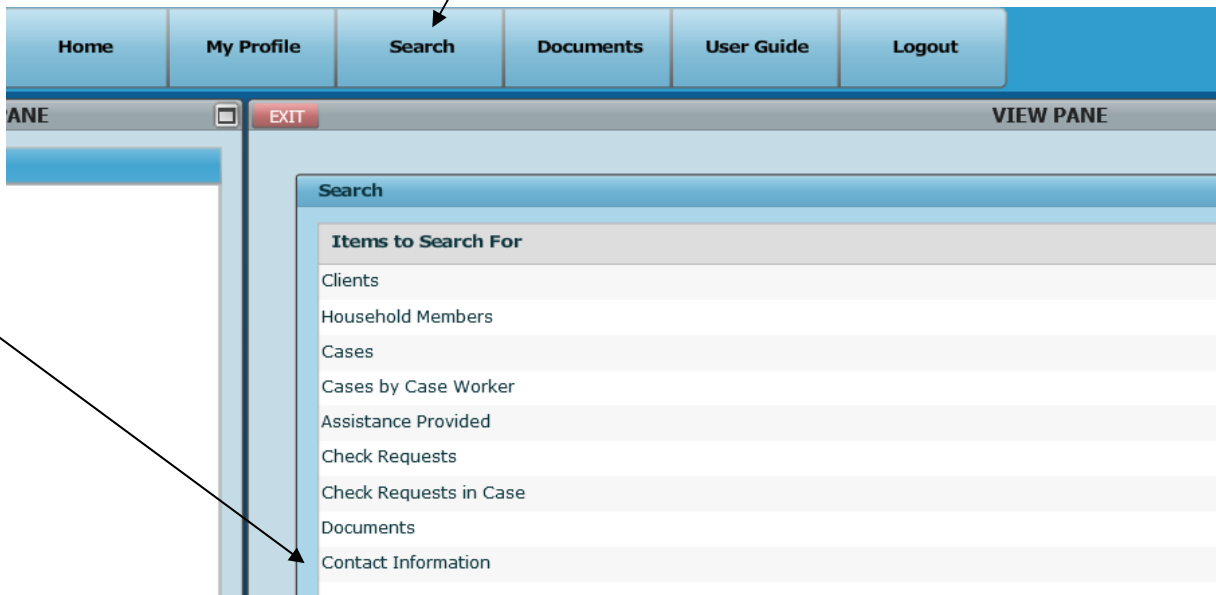 Home My Profile Search Documents User Guide Logout
ANE EXIT VIEW PANE
Search
Items to Search For
Clients
Household Members
Cases
Cases by Case Worker
Assistance Provided
Check Requests
Check Requests in Case
Documents
Contact Information